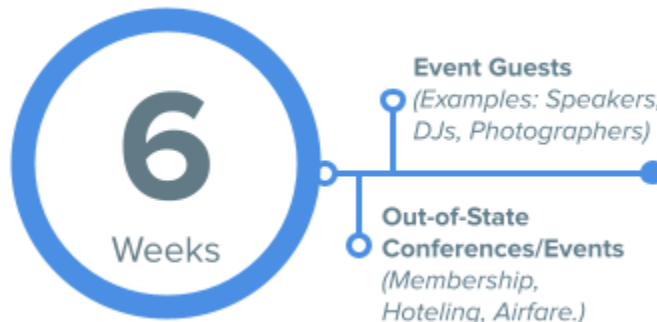 6
Weeks
Event Guests
(Examples: Speakers,
DJs, Photographers)
Out-of-State
Conferences/Events
(Membership,
Hoteling, Airfare.)